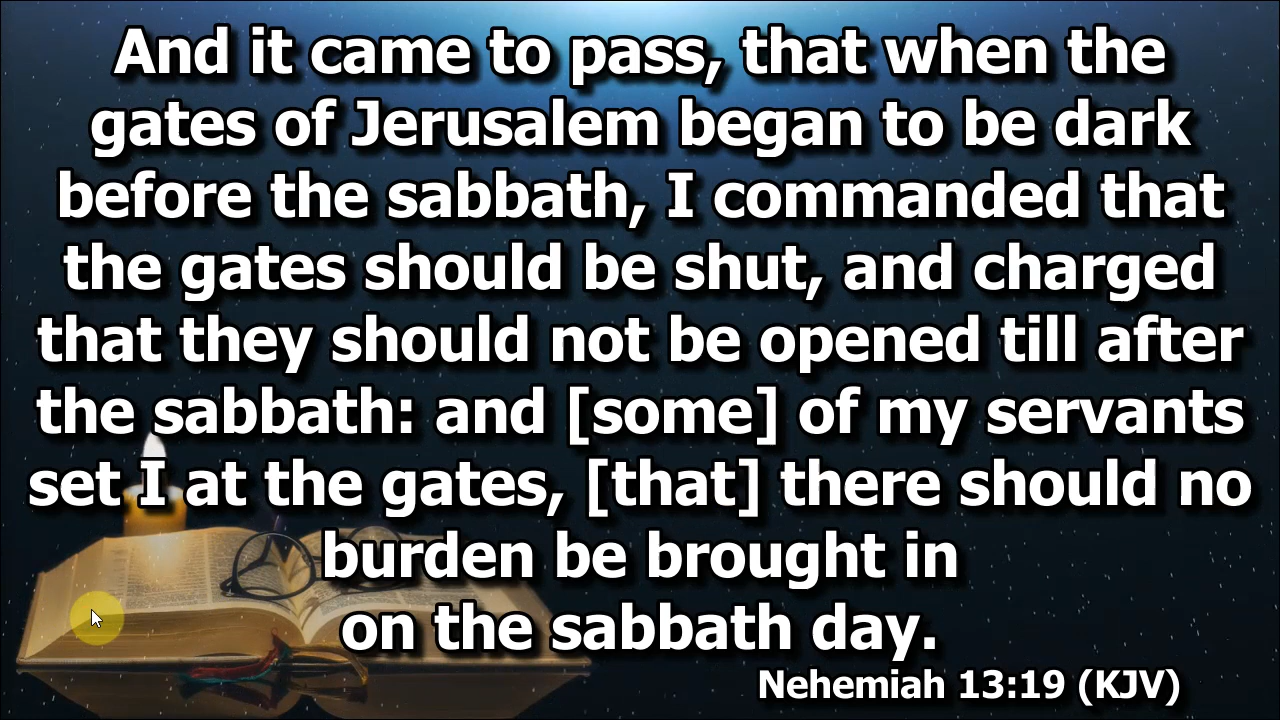 And it came to pass, that when the
gates of Jerusalem began to be dark
before the sabbath, I commanded that
the gates should be shut, and charged
that they should not be opened till after
the sabbath: and [some] of my servants
set I at the gates, [that] there should no
burden be brought in
on the sabbath day.
Nehemiah 13:19 (KJV)